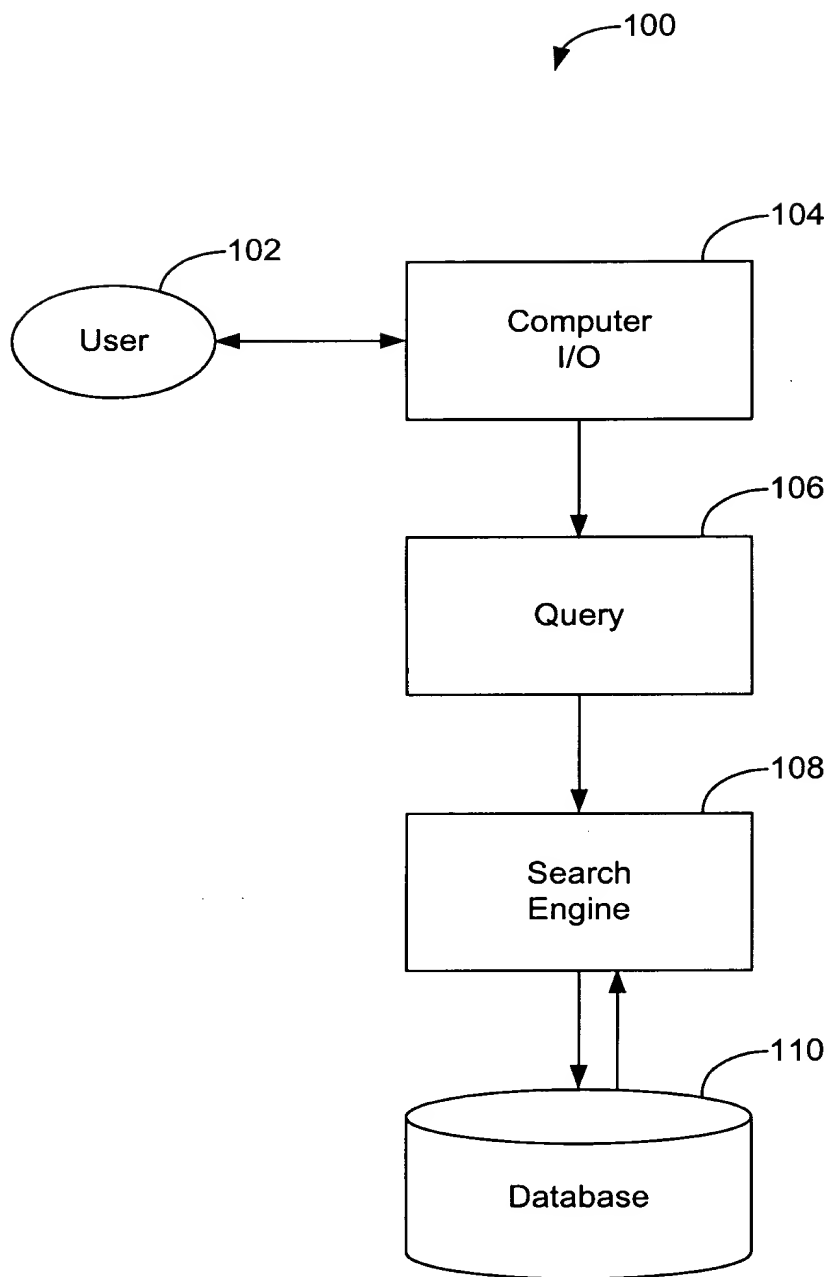 100
104
102
User
Computer
I/O
106
Query
108
Search
Engine
110
Database